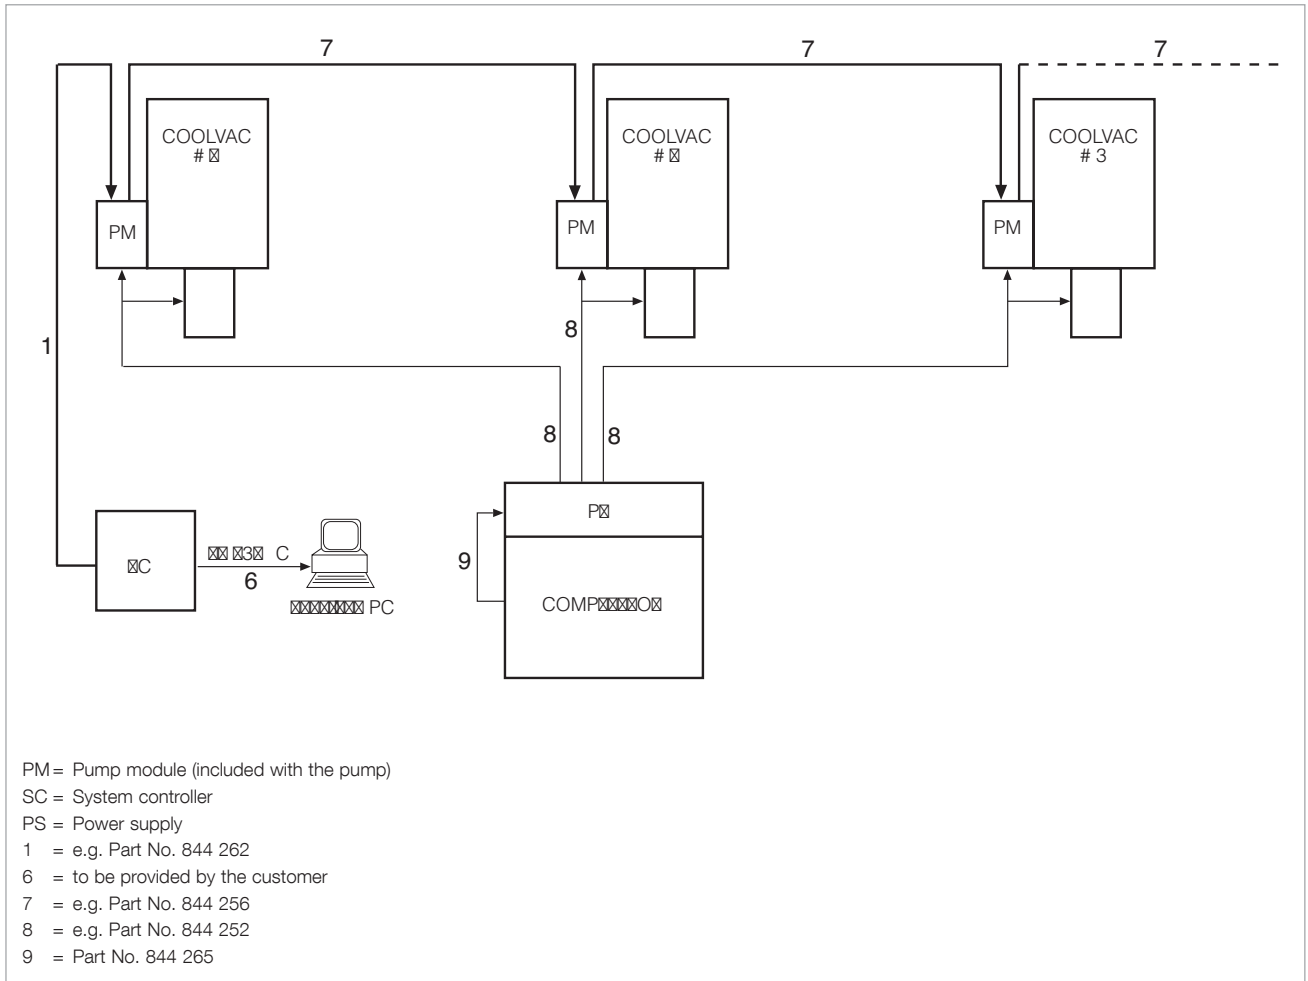 7 7 7
COOLVAC
#
COOLVAC
#
COOLVAC
# 3
PM
PM
PM
1
8
8
8
9
6
PC
PM = Pump module (included with the pump)
SC = System controller
PS = Power supply
1 = e.g. Part No. 844 262
6 = to be provided by the customer
7 = e.g. Part No. 844 256
8 = e.g. Part No. 844 252
9 = Part No. 844 265